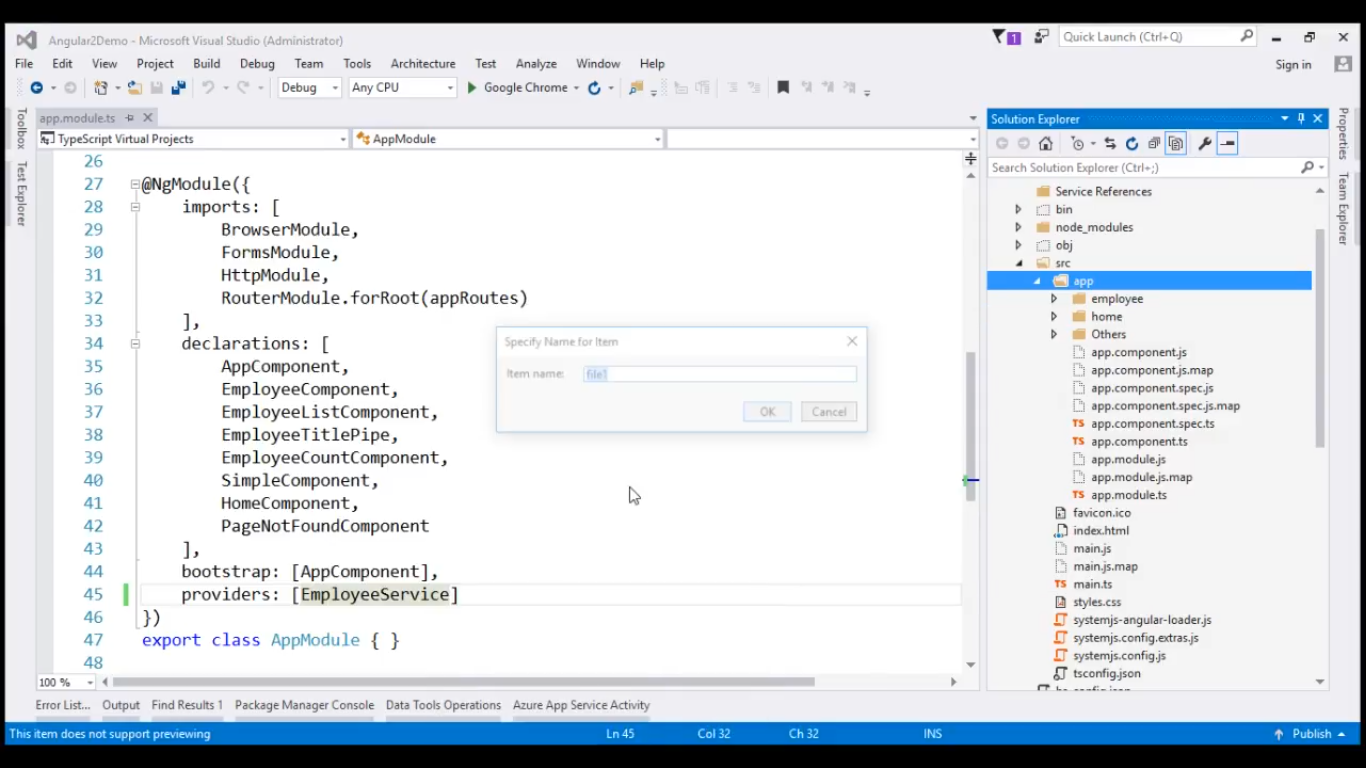 Angular2Demo - Microsoft Visual Studio (Administrator)
1
Quick Launch (Ctrl+Q)
File Edit View Project Build Debug Team Tools Architecture Test Analyze Window Help
Sign in
Debug Any CPU Google Chrome
Toolbox
Test Explorer
app.module.ts
TypeScript Virtual Projects AppModule
26
27 @NgModule({
28 imports: [
29 BrowserModule,
30 FormsModule,
31 HttpModule,
32 RouterModule.forRoot(appRoutes)
33 ],
34 declarations: [
35 AppComponent,
36 EmployeeComponent,
37 EmployeeListComponent,
38 EmployeeTitlePipe,
39 EmployeeCountComponent,
40 SimpleComponent,
41 HomeComponent,
42 PageNotFoundComponent
43 ],
44 bootstrap: [AppComponent],
45 providers: [EmployeeService]
46 })
47 export class AppModule { }
48
100 %
Specify Name for Item
Item name: file1
OK Cancel
Solution Explorer
Search Solution Explorer (Ctrl+;)
Service References
bin
node_modules
obj
src
app
employee
home
Others
app.component.js
app.component.js.map
app.component.spec.js
app.component.spec.js.map
TS app.component.spec.ts
TS app.component.ts
app.module.js
app.module.js.map
TS app.module.ts
favicon.ico
index.html
main.js
main.js.map
TS main.ts
styles.css
systemjs-angular-loader.js
systemjs.config.extras.js
systemjs.config.js
tsconfig.json
Properties
Team Explorer
Error List... Output Find Results 1 Package Manager Console Data Tools Operations Azure App Service Activity
This item does not support previewing Ln 45 Col 32 Ch 32 INS Publish